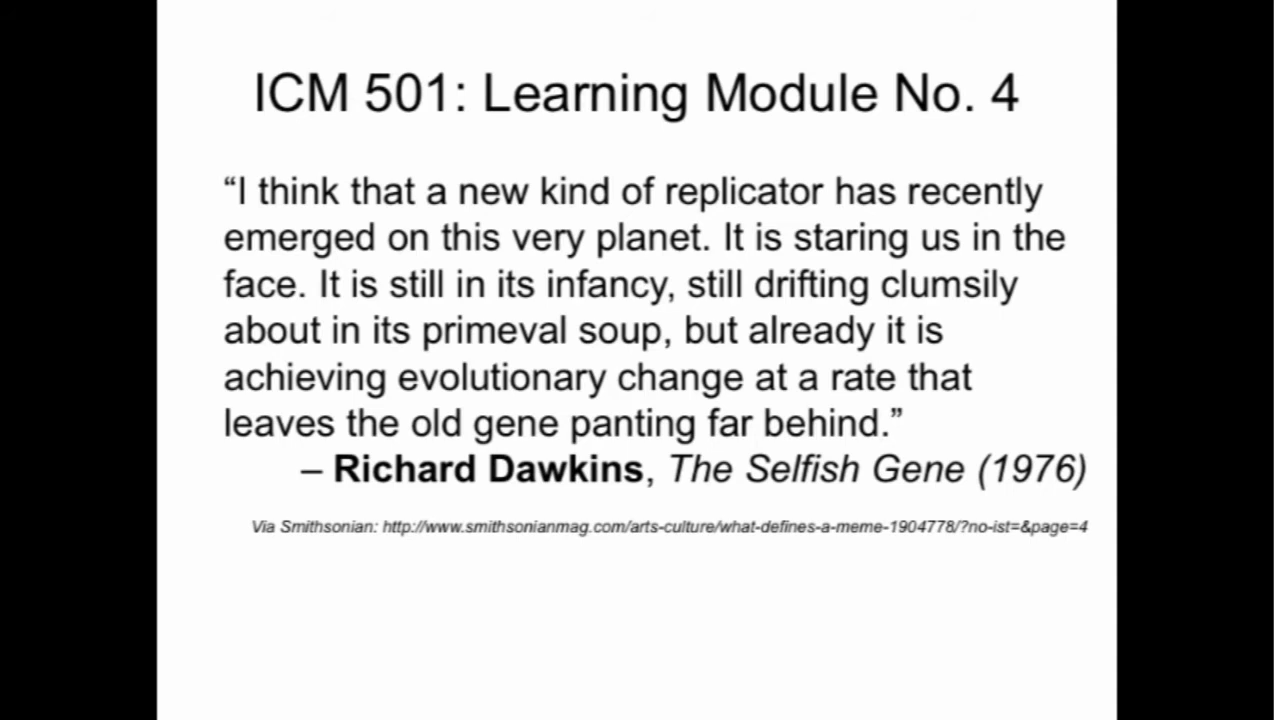 ICM 501: Learning Module No. 4
“I think that a new kind of replicator has recently
emerged on this very planet. It is staring us in the
face. It is still in its infancy, still drifting clumsily
about in its primeval soup, but already it is
achieving evolutionary change at a rate that
leaves the old gene panting far behind.”
– Richard Dawkins, The Selfish Gene (1976)
Via Smithsonian: http://www.smithsonianmag.com/arts-culture/what-defines-a-meme-1904778/?no-ist=&page=4